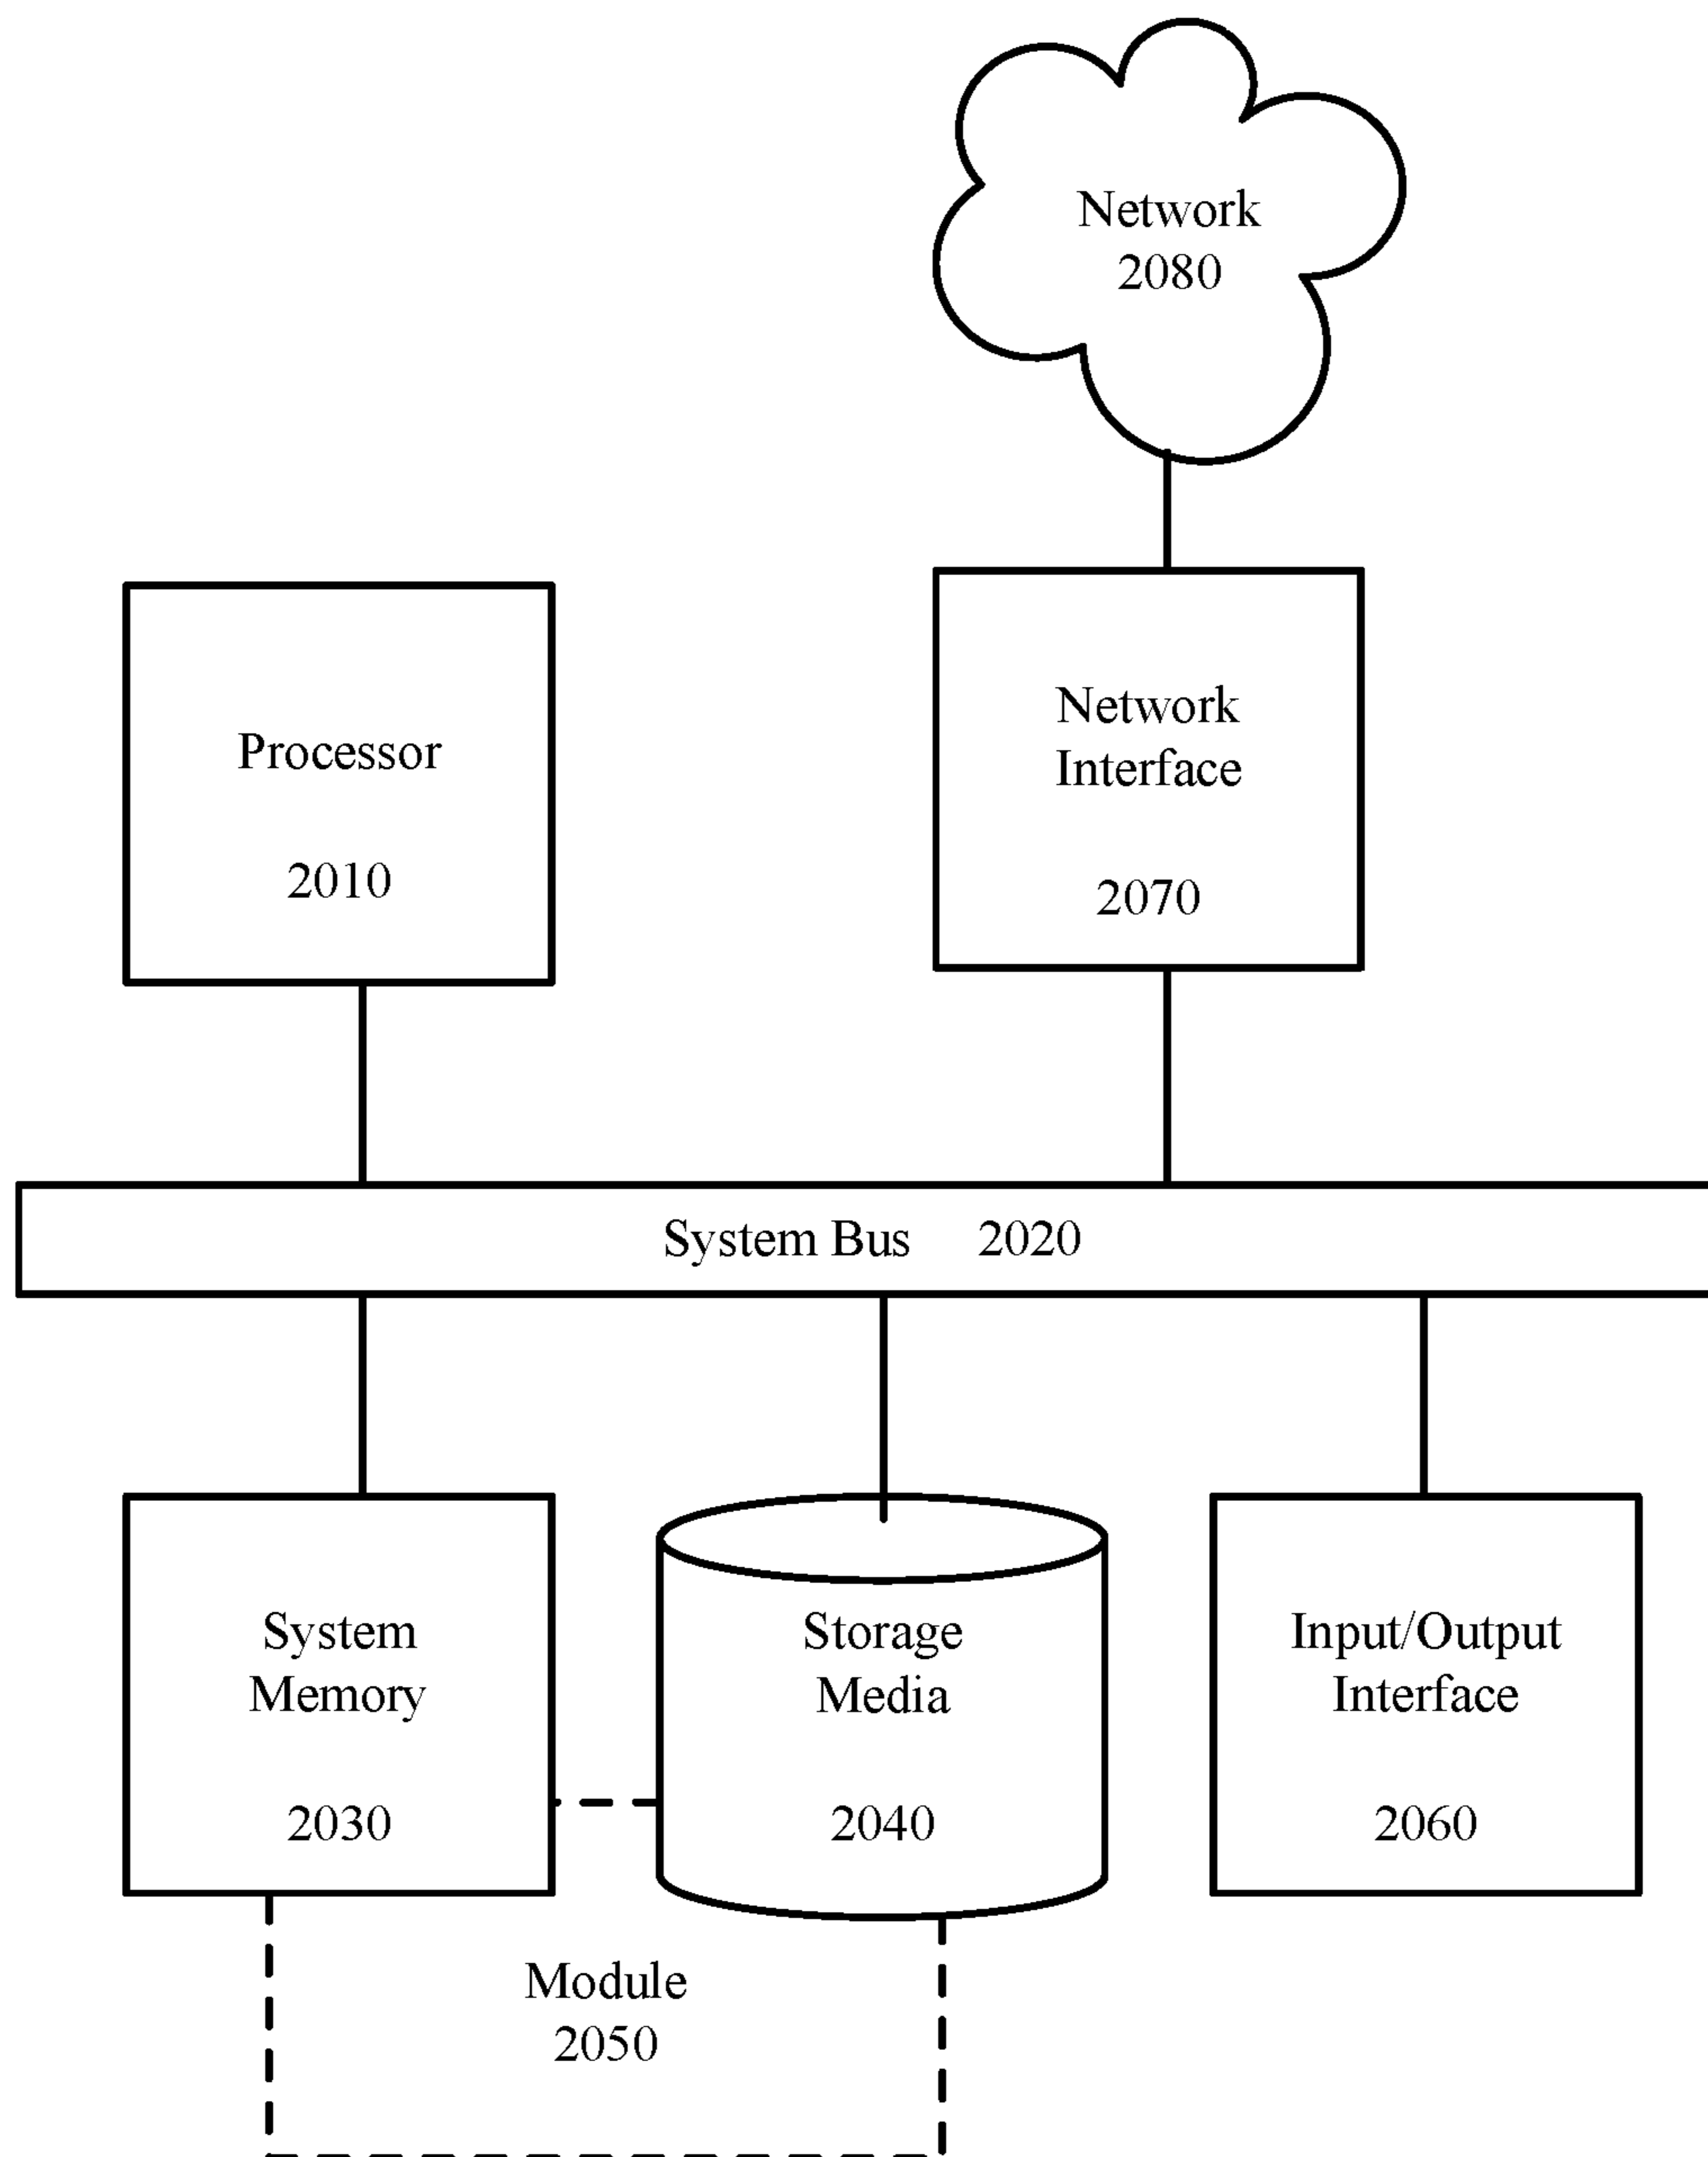 Network
2080
Processor
2010
Network
Interface
2070
System Bus 2020
System
Memory
2030
Storage
Media
2040
Input/Output
Interface
2060
Module
2050